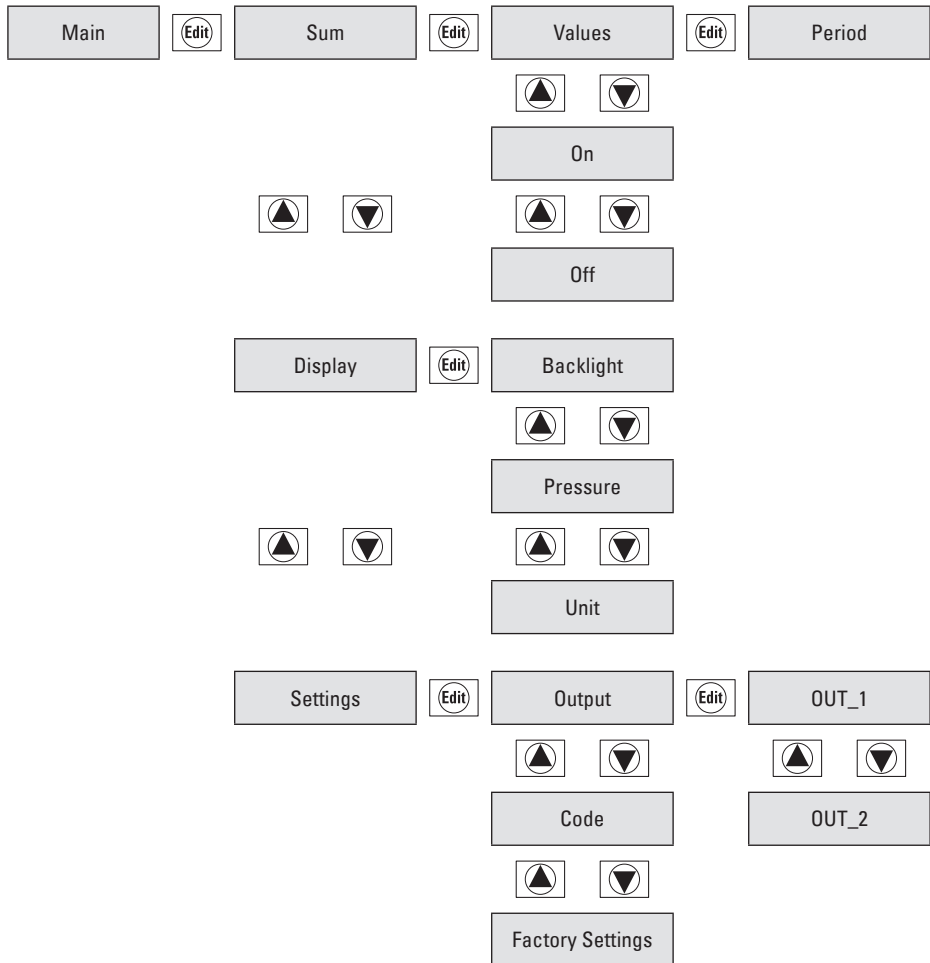 Main Edit Sum Edit Values Edit Period
On
Off
Display Edit Backlight
Pressure
Unit
Settings Edit Output Edit OUT_1
Code OUT_2
Factory Settings